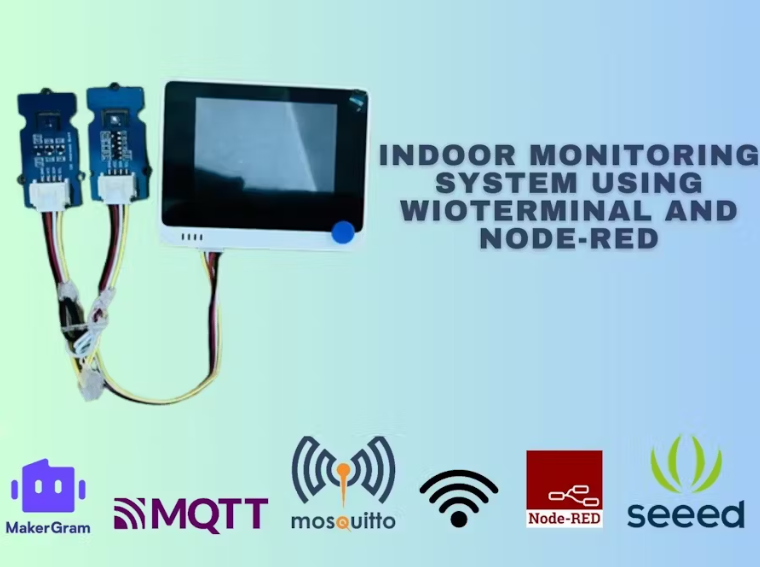 INDOOR MONITORING
SYSTEM USING
WIOTERMINAL AND
NODE-RED
MakerGram
MQTT
mosquitto
Node-RED
seeed